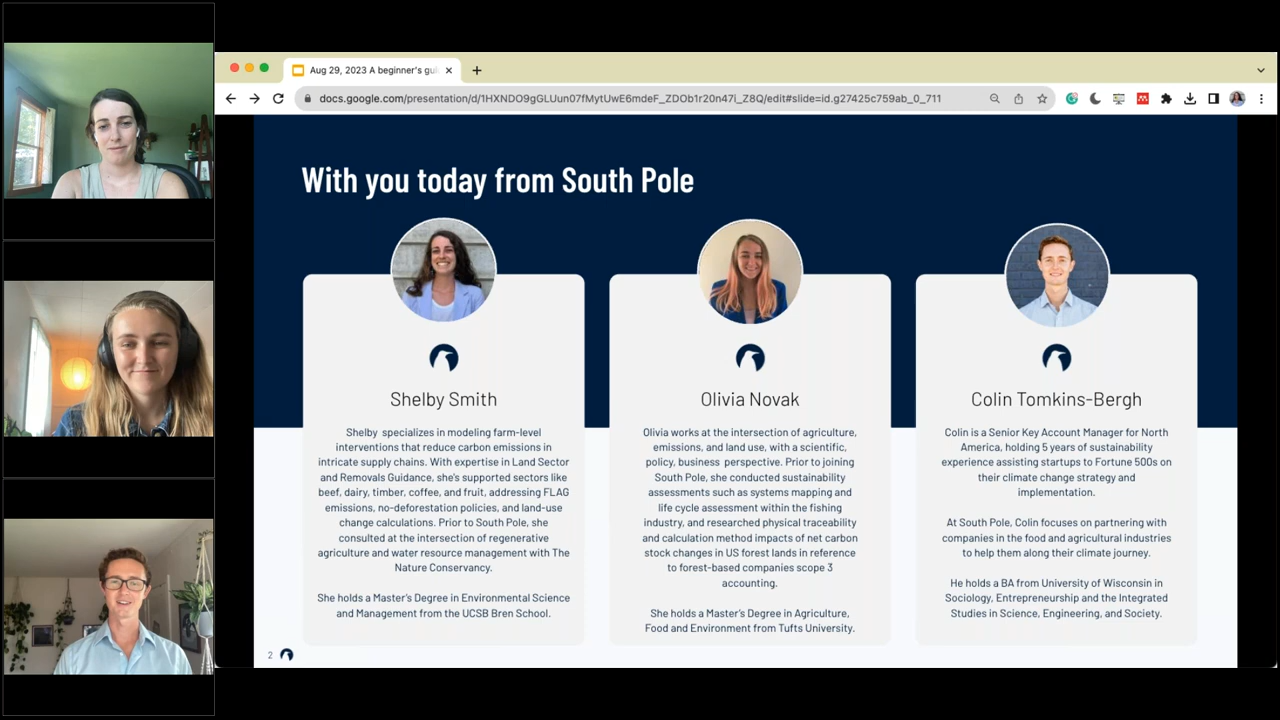 Aug 29, 2023 A beginner's gui
docs.google.com/presentation/d/1HXNDO9gGLUun07fMytUwE6mdeF_ZDOb1r20n47i_Z8Q/edit#slide=id.g27425c759ab_0_711
With you today from South Pole
Shelby Smith
Shelby specializes in modeling farm-level
interventions that reduce carbon emissions in
intricate supply chains. With expertise in Land Sector
and Removals Guidance, she's supported sectors like
beef, dairy, timber, coffee, and fruit, addressing FLAG
emissions, no-deforestation policies, and land-use
change calculations. Prior to South Pole, she
consulted at the intersection of regenerative
agriculture and water resource management with The
Nature Conservancy.
She holds a Master's Degree in Environmental Science
and Management from the UCSB Bren School.
Olivia Novak
Olivia works at the intersection of agriculture,
emissions, and land use, with a scientific,
policy, business perspective. Prior to joining
South Pole, she conducted sustainability
assessments such as systems mapping and
life cycle assessment within the fishing
industry, and researched physical traceability
and calculation method impacts of net carbon
stock changes in US forest lands in reference
to forest-based companies scope 3
accounting.
She holds a Master's Degree in Agriculture,
Food and Environment from Tufts University.
Colin Tomkins-Bergh
Colin is a Senior Key Account Manager for North
America, holding 5 years of sustainability
experience assisting startups to Fortune 500s on
their climate change strategy and
implementation.
At South Pole, Colin focuses on partnering with
companies in the food and agricultural industries
to help them along their climate journey.
He holds a BA from University of Wisconsin in
Sociology, Entrepreneurship and the Integrated
Studies in Science, Engineering, and Society.
2